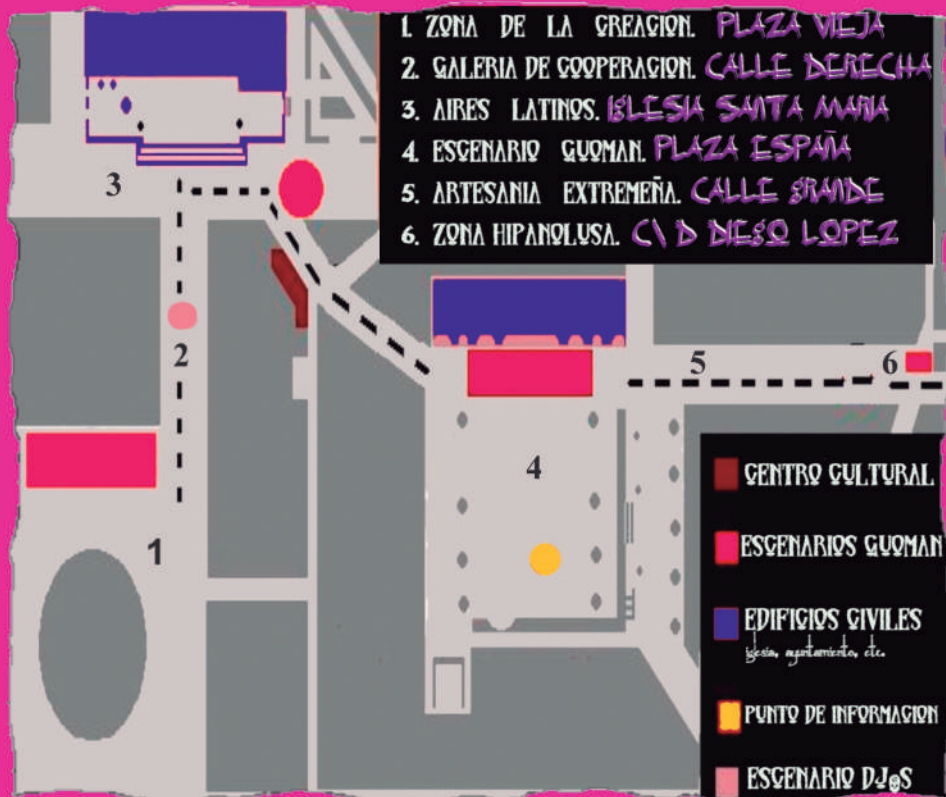 1. ZONA DE LA CREACION. PLAZA VIEJA
2. GALERIA DE COOPERACION. CALLE DERECHA
3. AIRES LATINOS. IGLESIA SANTA MARIA
4. ESCENARIO GUOMAN. PLAZA ESPAÑA
5. ARTESANIA EXTREMEÑA. CALLE GRANDE
6. ZONA HIPANOLUSA. C\ D DIEGO LOPEZ
3
2
5
6
4
1
CENTRO CULTURAL
ESCENARIOS GUOMAN
EDIFICIOS CIVILES
iglesia, ayuntamiento, etc.
PUNTO DE INFORMACION
ESCENARIO DJ@S